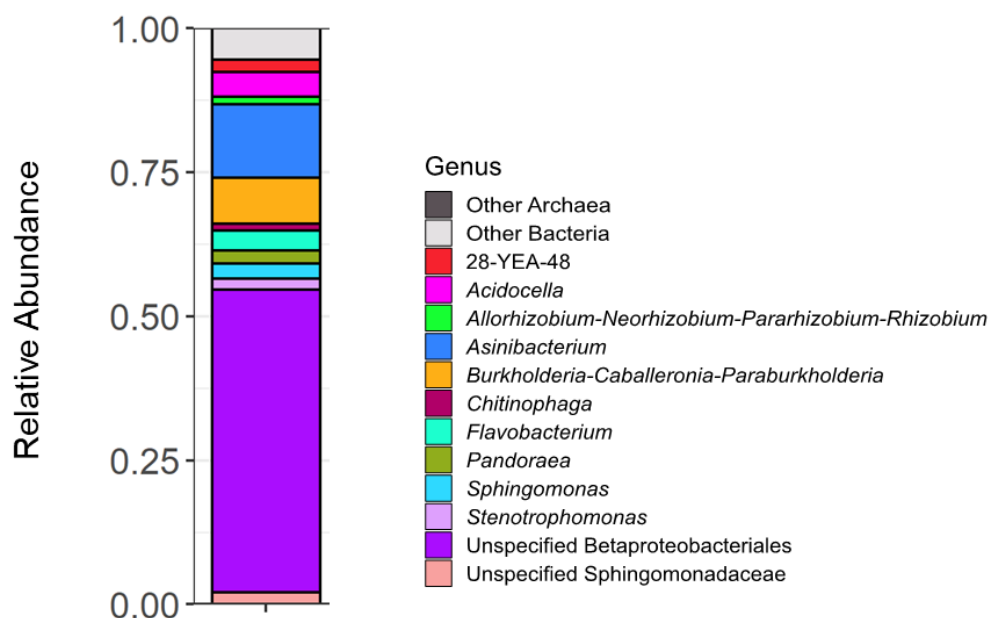 Relative Abundance
1.00
0.75
0.50
0.25
0.00
Genus
Other Archaea
Other Bacteria
28-YEA-48
Acidocella
Allorhizobium-Neorhizobium-Pararhizobium-Rhizobium
Asinibacterium
Burkholderia-Caballeronia-Paraburkholderia
Chitinophaga
Flavobacterium
Pandoraea
Sphingomonas
Stenotrophomonas
Unspecified Betaproteobacteriales
Unspecified Sphingomonadaceae